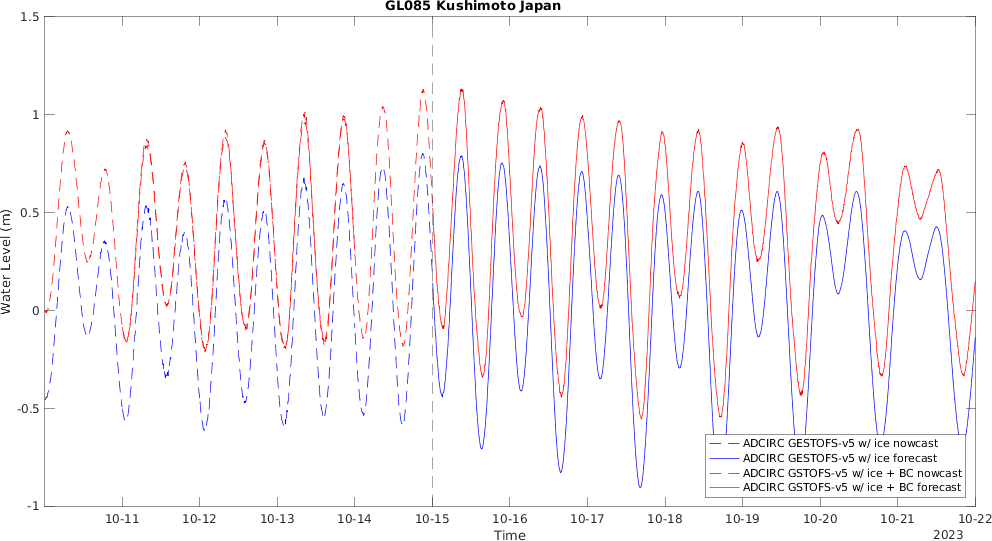 GL085 Kushimoto Japan
Water Level (m)
1.5
1
0.5
0
-0.5
-1
10-11
10-12
10-13
10-14
10-15
10-16
10-17
10-18
10-19
10-20
10-21
10-22
Time
2023
ADCIRC GESTOFS-v5 w/ ice nowcast
ADCIRC GESTOFS-v5 w/ ice forecast
ADCIRC GSTOFS-v5 w/ ice + BC nowcast
ADCIRC GSTOFS-v5 w/ ice + BC forecast